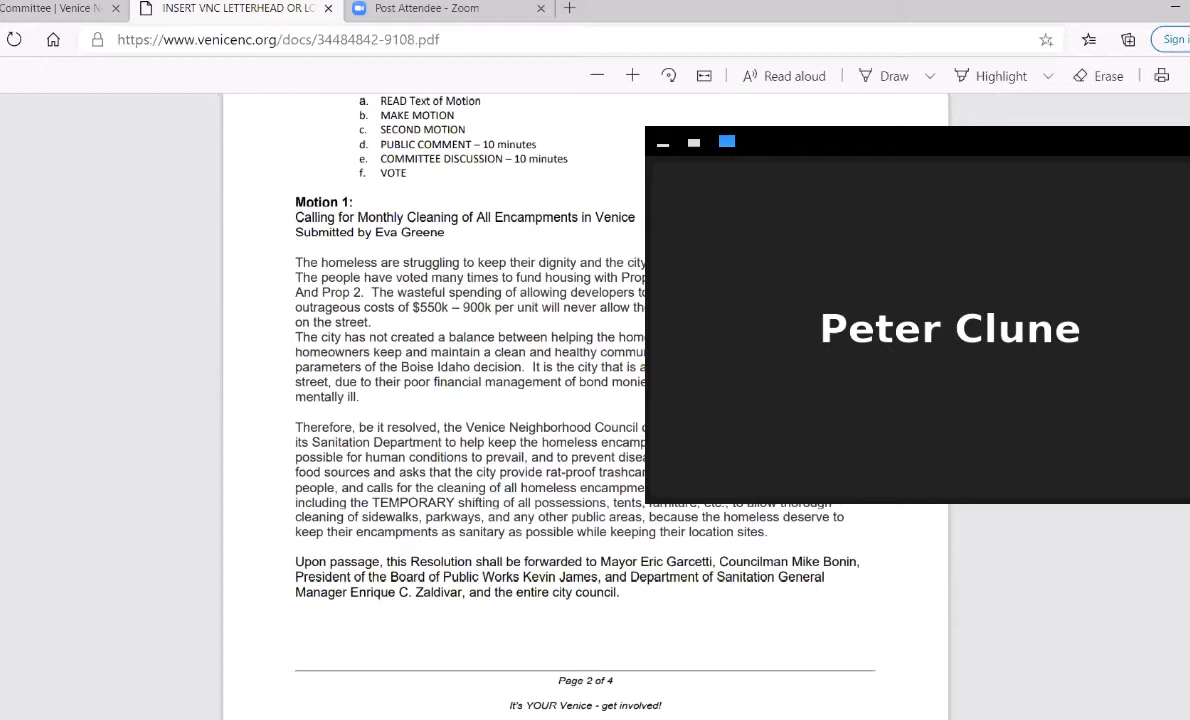 Committee | Venice N
INSERT VNC LETTERHEAD OR LO
Post Attendee - Zoom
https://www.venicenc.org/docs/34484842-9108.pdf
Sign i
Read aloud
Draw
Highlight
Erase
a. READ Text of Motion
b. MAKE MOTION
c. SECOND MOTION
d. PUBLIC COMMENT – 10 minutes
e. COMMITTEE DISCUSSION – 10 minutes
f. VOTE
Motion 1:
Calling for Monthly Cleaning of All Encampments in Venice
Submitted by Eva Greene
The homeless are struggling to keep their dignity and the city
The people have voted many times to fund housing with Prop
And Prop 2. The wasteful spending of allowing developers to
outrageous costs of $550k – 900k per unit will never allow th
on the street.
The city has not created a balance between helping the hom
homeowners keep and maintain a clean and healthy commu
parameters of the Boise Idaho decision. It is the city that is a
street, due to their poor financial management of bond monie
mentally ill.
Therefore, be it resolved, the Venice Neighborhood Council
its Sanitation Department to help keep the homeless encamp
possible for human conditions to prevail, and to prevent disea
food sources and asks that the city provide rat-proof trashcan
people, and calls for the cleaning of all homeless encampme
including the TEMPORARY shifting of all possessions, tents, furniture, etc., to allow thorough
cleaning of sidewalks, parkways, and any other public areas, because the homeless deserve to
keep their encampments as sanitary as possible while keeping their location sites.
Upon passage, this Resolution shall be forwarded to Mayor Eric Garcetti, Councilman Mike Bonin,
President of the Board of Public Works Kevin James, and Department of Sanitation General
Manager Enrique C. Zaldivar, and the entire city council.
Page 2 of 4
It's YOUR Venice - get involved!
Peter Clune